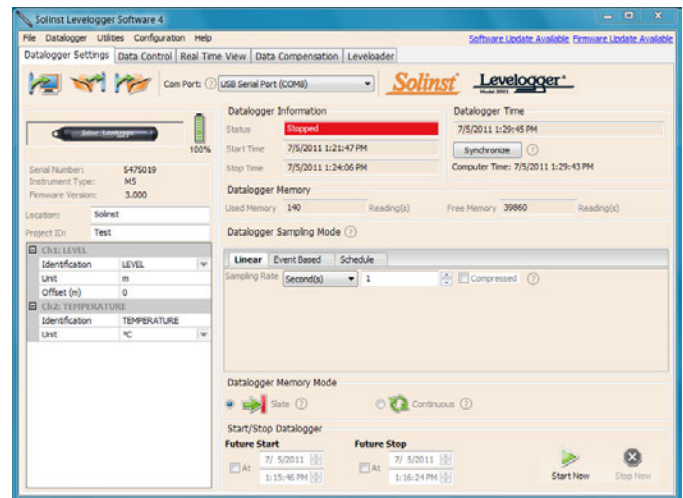 Solinst Levelogger Software 4
File Datalogger Utilities Configuration Help
Software Update Available Firmware Update Available
Datalogger Settings Data Control Real Time View Data Compensation Leveloader
Com Port: ? USB Serial Port (COM8)
Solinst Levelogger
Model 3001
100%
Serial Number: 5475019
Instrument Type: M5
Firmware Version: 3.000
Location: Solinst
Project ID: Test
Ch1: LEVEL
Identification LEVEL
Unit m
Offset (m) 0
Ch2: TEMPERATURE
Identification TEMPERATURE
Unit °C
Datalogger Information
Status Stopped
Start Time 7/5/2011 1:21:47 PM
Stop Time 7/5/2011 1:24:06 PM
Datalogger Time
7/5/2011 1:29:45 PM
Synchronize ?
Computer Time: 7/5/2011 1:29:43 PM
Datalogger Memory
Used Memory 140 Reading(s) Free Memory 39860 Reading(s)
Datalogger Sampling Mode ?
Linear Event Based Schedule
Sampling Rate Second(s) 1 Compressed ?
Datalogger Memory Mode
Slate ? Continuous ?
Start/Stop Datalogger
Future Start Future Stop
At 7/ 5/2011 At 7/ 5/2011
1:15:46 PM 1:16:24 PM
Start Now Stop Now